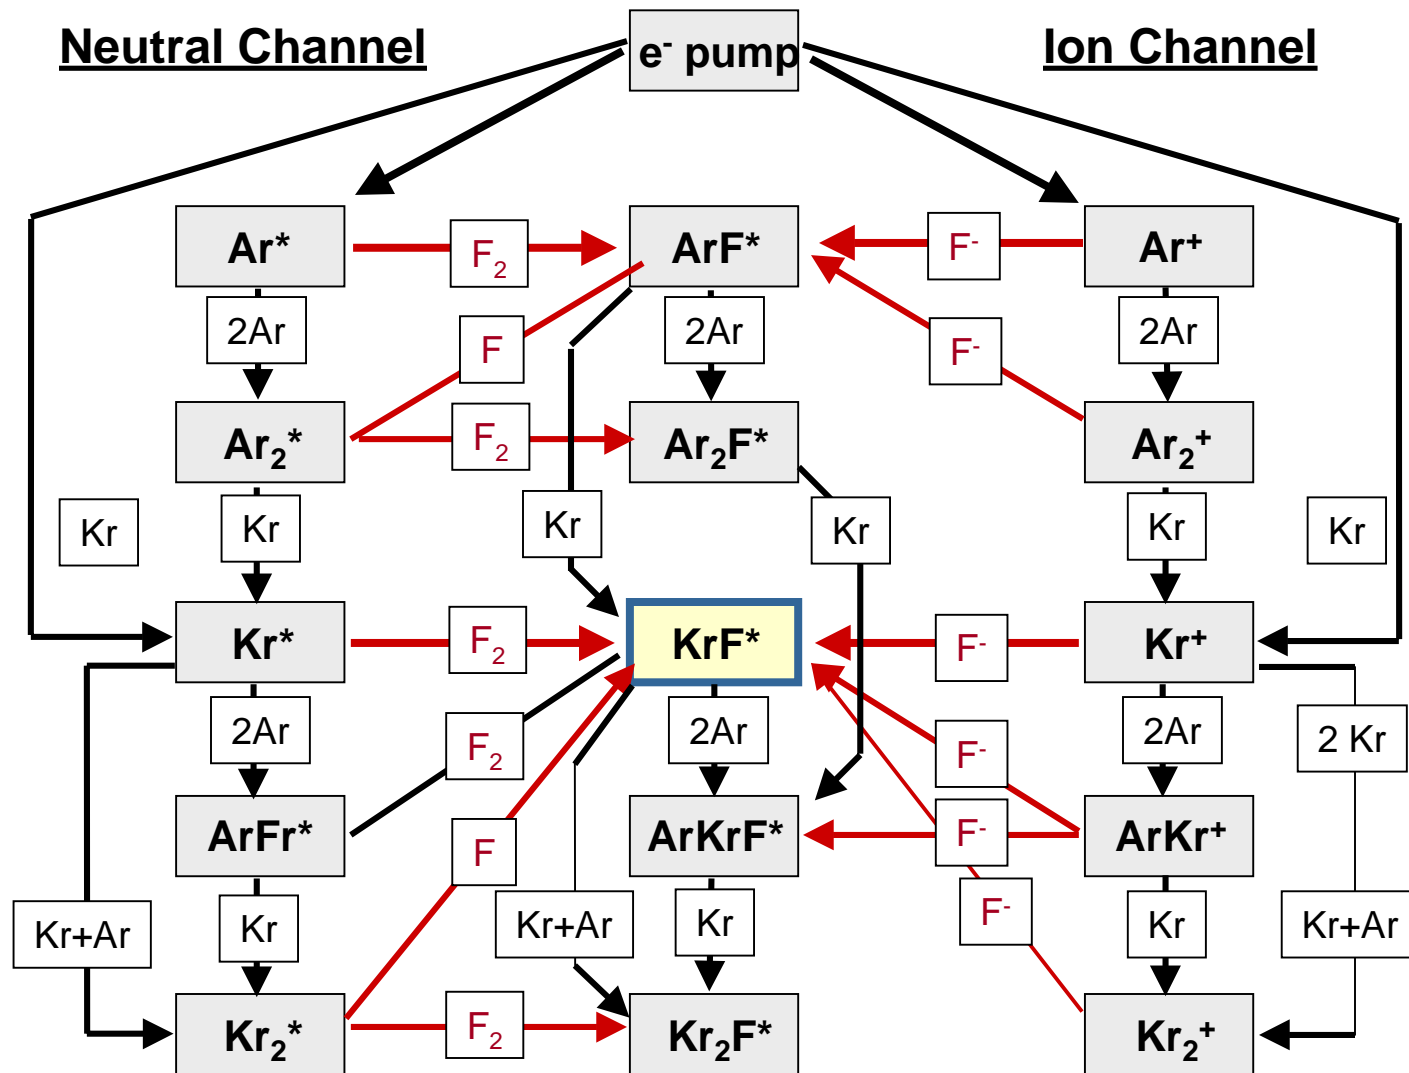 Neutral Channel
e⁻ pump
Ion Channel
Ar*
F₂
ArF*
F⁻
Ar⁺
2Ar
F
2Ar
F⁻
2Ar
Ar₂*
F₂
Ar₂F*
Ar₂⁺
Kr
Kr
Kr
Kr
Kr
Kr
Kr*
F₂
KrF*
F⁻
Kr⁺
2Ar
F₂
2Ar
F⁻
2Ar
2 Kr
ArFr*
F
ArKrF*
F⁻
ArKr⁺
Kr+Ar
Kr
Kr+Ar
Kr
F⁻
Kr
Kr+Ar
Kr₂*
F₂
Kr₂F*
Kr₂⁺